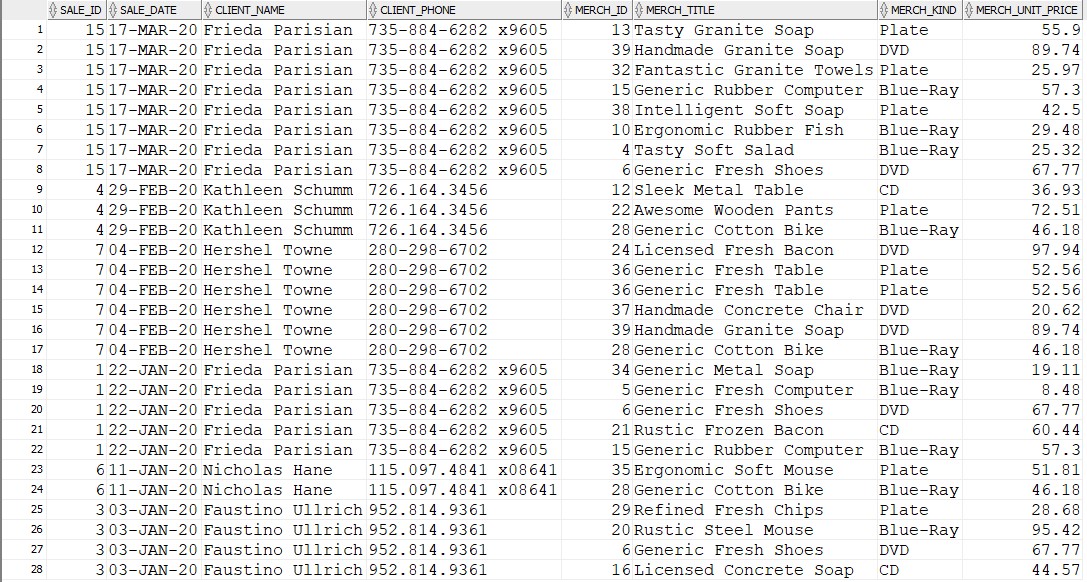 SALE_ID SALE_DATE CLIENT_NAME CLIENT_PHONE MERCH_ID MERCH_TITLE MERCH_KIND MERCH_UNIT_PRICE
1 15 17-MAR-20 Frieda Parisian 735-884-6282 x9605 13 Tasty Granite Soap Plate 55.9
2 15 17-MAR-20 Frieda Parisian 735-884-6282 x9605 39 Handmade Granite Soap DVD 89.74
3 15 17-MAR-20 Frieda Parisian 735-884-6282 x9605 32 Fantastic Granite Towels Plate 25.97
4 15 17-MAR-20 Frieda Parisian 735-884-6282 x9605 15 Generic Rubber Computer Blue-Ray 57.3
5 15 17-MAR-20 Frieda Parisian 735-884-6282 x9605 38 Intelligent Soft Soap Plate 42.5
6 15 17-MAR-20 Frieda Parisian 735-884-6282 x9605 10 Ergonomic Rubber Fish Blue-Ray 29.48
7 15 17-MAR-20 Frieda Parisian 735-884-6282 x9605 4 Tasty Soft Salad Blue-Ray 25.32
8 15 17-MAR-20 Frieda Parisian 735-884-6282 x9605 6 Generic Fresh Shoes DVD 67.77
9 4 29-FEB-20 Kathleen Schumm 726.164.3456 12 Sleek Metal Table CD 36.93
10 4 29-FEB-20 Kathleen Schumm 726.164.3456 22 Awesome Wooden Pants Plate 72.51
11 4 29-FEB-20 Kathleen Schumm 726.164.3456 28 Generic Cotton Bike Blue-Ray 46.18
12 7 04-FEB-20 Hershel Towne 280-298-6702 24 Licensed Fresh Bacon DVD 97.94
13 7 04-FEB-20 Hershel Towne 280-298-6702 36 Generic Fresh Table Plate 52.56
14 7 04-FEB-20 Hershel Towne 280-298-6702 36 Generic Fresh Table Plate 52.56
15 7 04-FEB-20 Hershel Towne 280-298-6702 37 Handmade Concrete Chair DVD 20.62
16 7 04-FEB-20 Hershel Towne 280-298-6702 39 Handmade Granite Soap DVD 89.74
17 7 04-FEB-20 Hershel Towne 280-298-6702 28 Generic Cotton Bike Blue-Ray 46.18
18 1 22-JAN-20 Frieda Parisian 735-884-6282 x9605 34 Generic Metal Soap Blue-Ray 19.11
19 1 22-JAN-20 Frieda Parisian 735-884-6282 x9605 5 Generic Fresh Computer Blue-Ray 8.48
20 1 22-JAN-20 Frieda Parisian 735-884-6282 x9605 6 Generic Fresh Shoes DVD 67.77
21 1 22-JAN-20 Frieda Parisian 735-884-6282 x9605 21 Rustic Frozen Bacon CD 60.44
22 1 22-JAN-20 Frieda Parisian 735-884-6282 x9605 15 Generic Rubber Computer Blue-Ray 57.3
23 6 11-JAN-20 Nicholas Hane 115.097.4841 x08641 35 Ergonomic Soft Mouse Plate 51.81
24 6 11-JAN-20 Nicholas Hane 115.097.4841 x08641 28 Generic Cotton Bike Blue-Ray 46.18
25 3 03-JAN-20 Faustino Ullrich 952.814.9361 29 Refined Fresh Chips Plate 28.68
26 3 03-JAN-20 Faustino Ullrich 952.814.9361 20 Rustic Steel Mouse Blue-Ray 95.42
27 3 03-JAN-20 Faustino Ullrich 952.814.9361 6 Generic Fresh Shoes DVD 67.77
28 3 03-JAN-20 Faustino Ullrich 952.814.9361 16 Licensed Concrete Soap CD 44.57